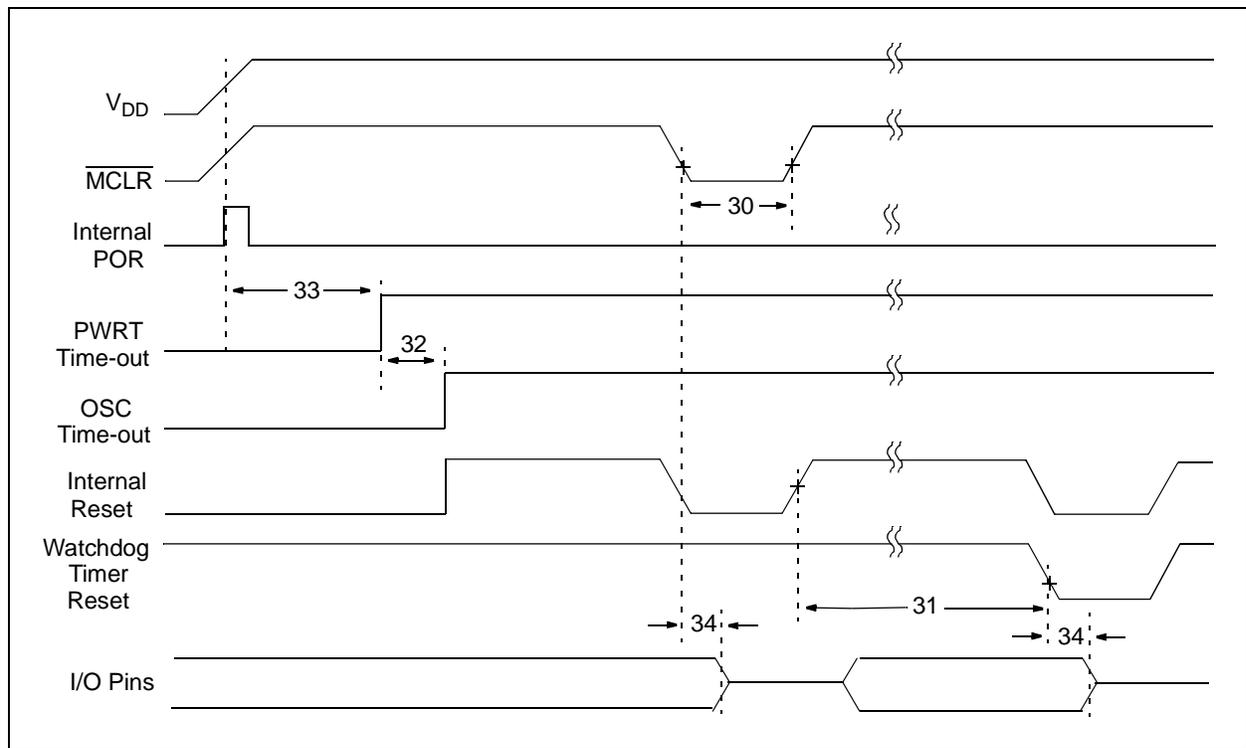 VDD
MCLR
30
Internal
POR
33
PWRT
Time-out
32
OSC
Time-out
Internal
Reset
Watchdog
Timer
Reset
31
34
34
I/O Pins